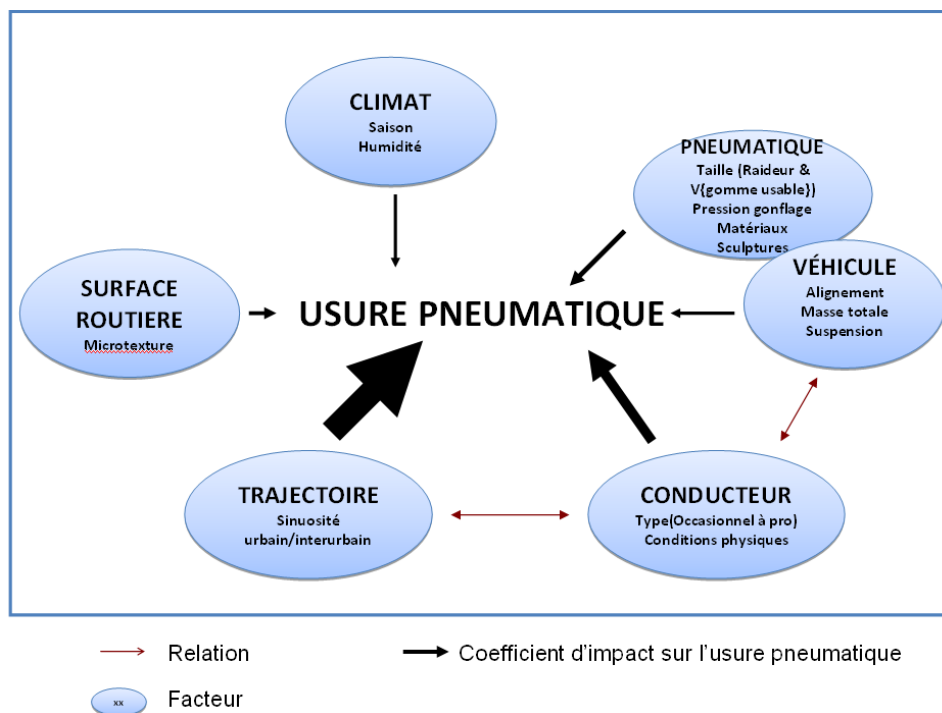 CLIMAT
Saison
Humidité
PNEUMATIQUE
Taille (Raideur &
V{gomme usable})
Pression gonflage
Matériaux
Sculptures
VÉHICULE
Alignement
Masse totale
Suspension
SURFACE
ROUTIERE
Microtexture
USURE PNEUMATIQUE
TRAJECTOIRE
Sinuosité
urbain/interurbain
CONDUCTEUR
Type(Occasionnel à pro)
Conditions physiques
Relation
Coefficient d'impact sur l'usure pneumatique
xx
Facteur